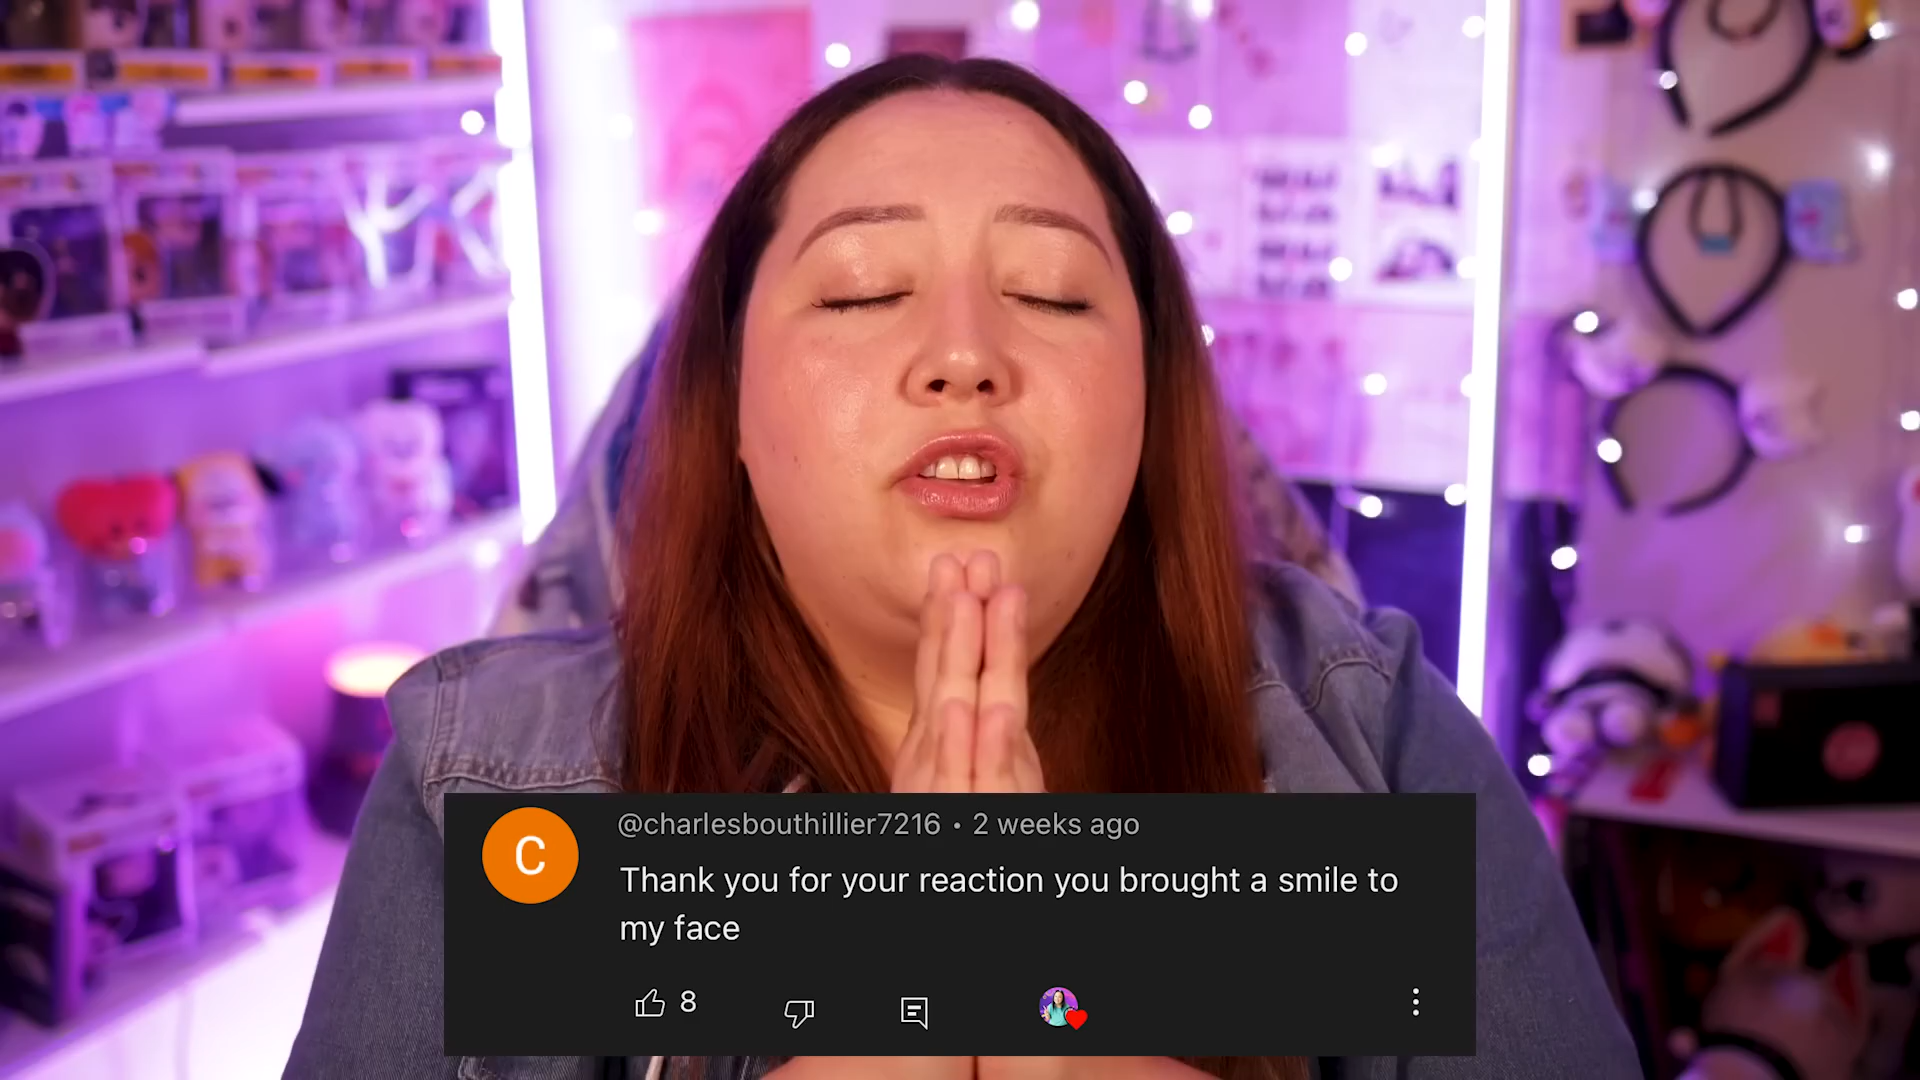 @charlesbouthillier7216 • 2 weeks ago
C
Thank you for your reaction you brought a smile to
my face
8